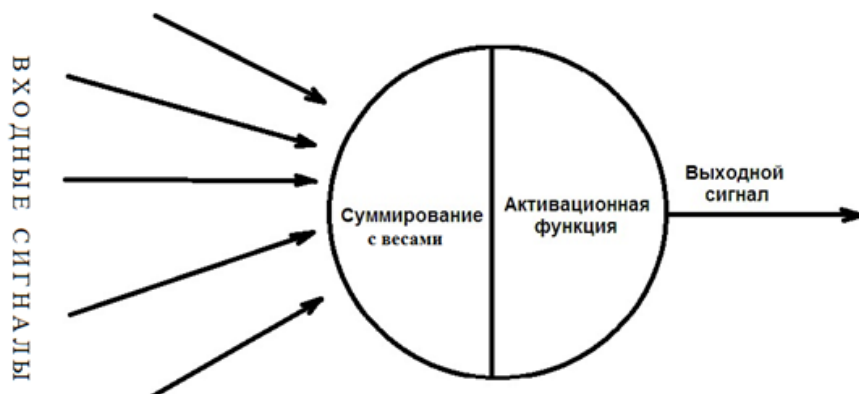 ВХОДНЫЕ СИГНАЛЫ
Суммирование
с весами
Активационная
функция
Выходной
сигнал